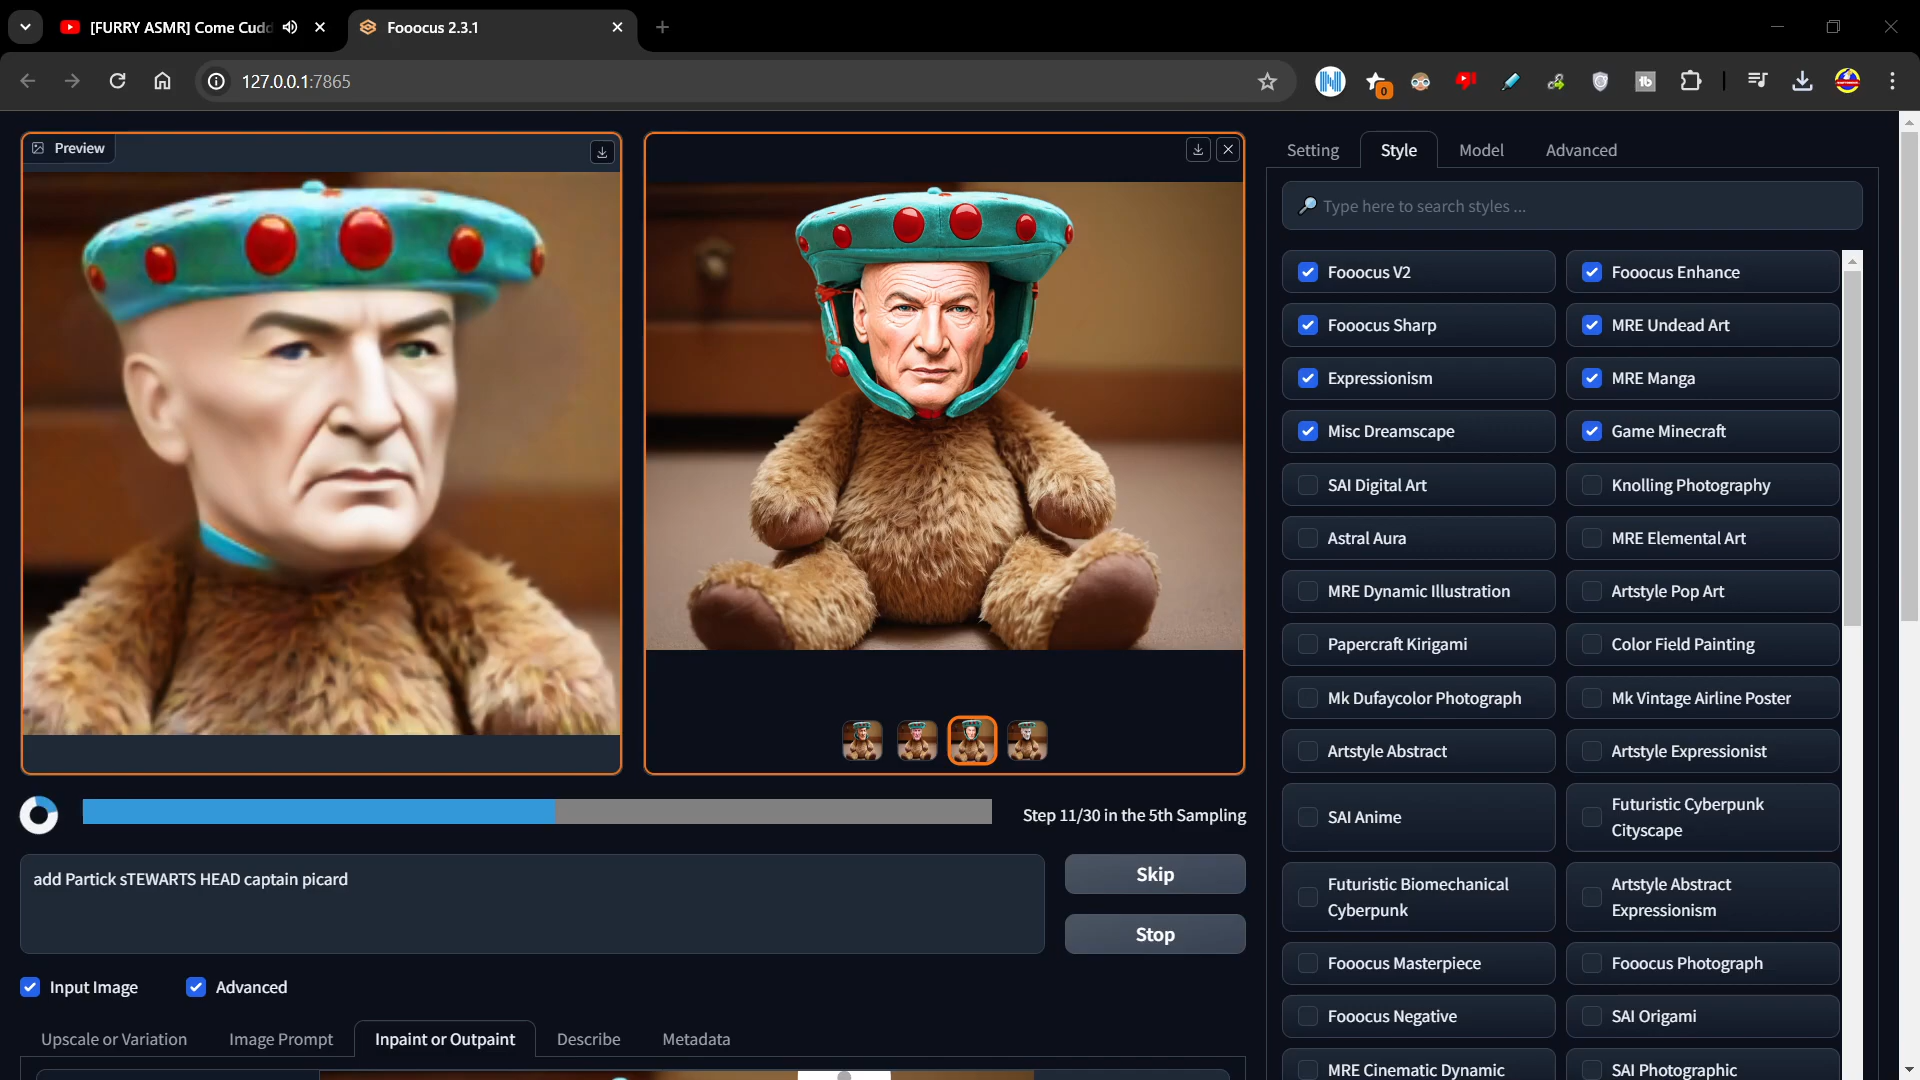 [FURRY ASMR] Come Cudd
Fooocus 2.3.1
127.0.0.1:7865
0
tb
Preview
Setting
Style
Model
Advanced
Type here to search styles ...
Fooocus V2
Fooocus Enhance
Fooocus Sharp
MRE Undead Art
Expressionism
MRE Manga
Misc Dreamscape
Game Minecraft
SAI Digital Art
Knolling Photography
Astral Aura
MRE Elemental Art
MRE Dynamic Illustration
Artstyle Pop Art
Papercraft Kirigami
Color Field Painting
Mk Dufaycolor Photograph
Mk Vintage Airline Poster
Artstyle Abstract
Artstyle Expressionist
SAI Anime
Futuristic Cyberpunk
Cityscape
Futuristic Biomechanical
Cyberpunk
Artstyle Abstract
Expressionism
Fooocus Masterpiece
Fooocus Photograph
Fooocus Negative
SAI Origami
MRE Cinematic Dynamic
SAI Photographic
Step 11/30 in the 5th Sampling
add Partick sTEWARTS HEAD captain picard
Skip
Stop
Input Image
Advanced
Upscale or Variation
Image Prompt
Inpaint or Outpaint
Describe
Metadata